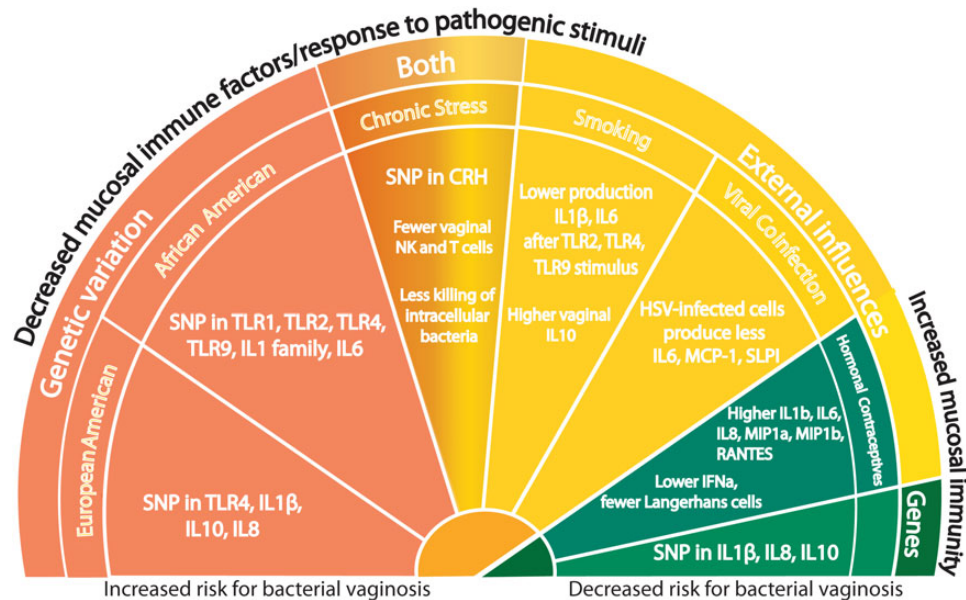 Decreased mucosal immune factors/response to pathogenic stimuli
Increased mucosal immunity
Genetic variation
Both
External influences
Genes
European American
African American
Chronic Stress
Smoking
Viral Coinfection
Hormonal Contraceptives
SNP in TLR4, IL1β,
IL10, IL8
SNP in TLR1, TLR2, TLR4,
TLR9, IL1 family, IL6
SNP in CRH
Fewer vaginal
NK and T cells
Less killing of
intracellular
bacteria
Lower production
IL1β, IL6
after TLR2, TLR4,
TLR9 stimulus
Higher vaginal
IL10
HSV-infected cells
produce less
IL6, MCP-1, SLPI
Higher IL1b, IL6,
IL8, MIP1a, MIP1b,
RANTES
Lower IFNa,
fewer Langerhans cells
SNP in IL1β, IL8, IL10
Increased risk for bacterial vaginosis
Decreased risk for bacterial vaginosis